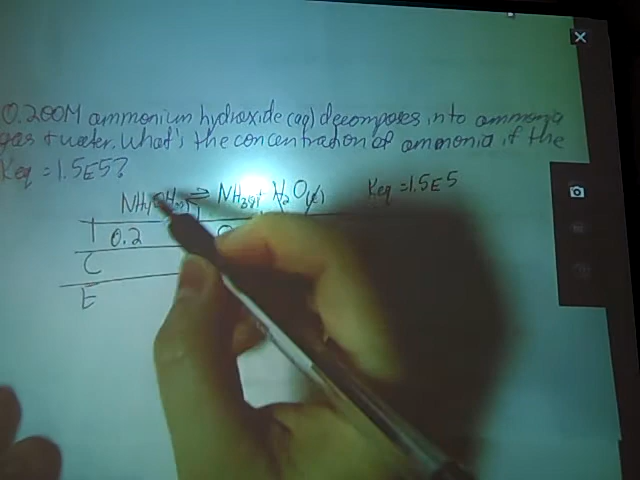 0.200M ammonium hydroxide (aq) decomposes into ammonia
gas + water. What's the concentration of ammonia if the
Keq = 1.5E5?
⇌ NH3(g) + H2O(l) Keq = 1.5E5
I 0.2 0
C
E